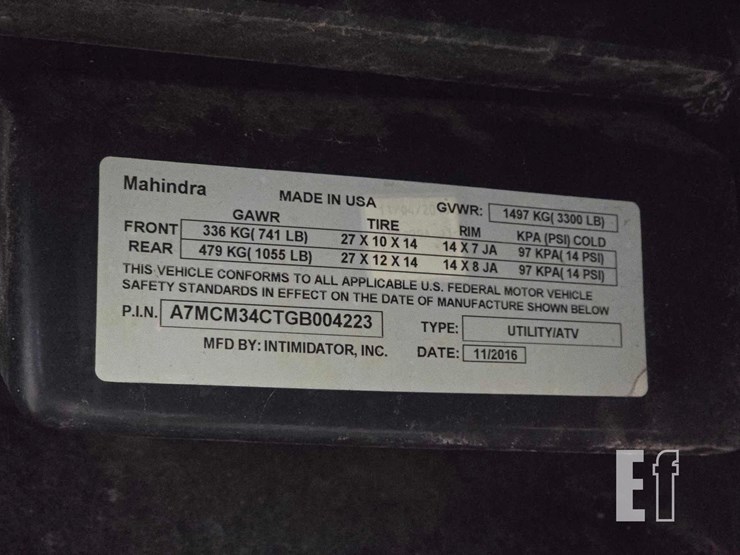 Mahindra MADE IN USA GVWR: 1497 KG( 3300 LB)
GAWR TIRE RIM KPA (PSI) COLD
FRONT 336 KG( 741 LB) 27 X 10 X 14 14 X 7 JA 97 KPA( 14 PSI)
REAR 479 KG( 1055 LB) 27 X 12 X 14 14 X 8 JA 97 KPA( 14 PSI)
THIS VEHICLE CONFORMS TO ALL APPLICABLE U.S. FEDERAL MOTOR VEHICLE
SAFETY STANDARDS IN EFFECT ON THE DATE OF MANUFACTURE SHOWN BELOW
P.I.N. A7MCM34CTGB004223 TYPE: UTILITY/ATV
MFD BY: INTIMIDATOR, INC. DATE: 11/2016
Ef